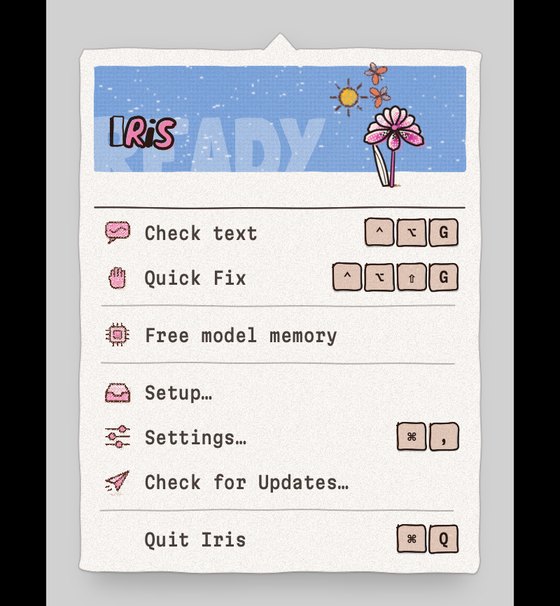 READY
IRiS
Check text ⌃ ⌥ G
Quick Fix ⌃ ⌥ ⇧ G
Free model memory
Setup…
Settings… ⌘ ,
Check for Updates…
Quit Iris ⌘ Q